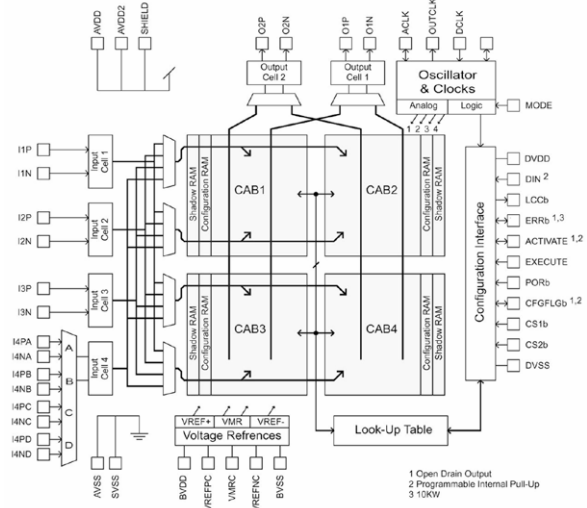 AVDD
AVDD2
SHIELD
O2P
O2N
O1P
O1N
ACLK
OUTCLK
DCLK
Output Cell 2
Output Cell 1
Oscillator & Clocks
Analog
Logic
1 2 3 4
MODE
I1P
I1N
Input Cell 1
I2P
I2N
Input Cell 2
I3P
I3N
Input Cell 3
I4PA
I4NA
I4PB
I4NB
I4PC
I4NC
I4PD
I4ND
A
B
C
D
Input Cell 4
Shadow RAM
Configuration RAM
CAB1
CAB2
Configuration RAM
Shadow RAM
Shadow RAM
Configuration RAM
CAB3
CAB4
Configuration RAM
Shadow RAM
Configuration Interface
DVDD
DIN 2
LCCb
ERRb 1,3
ACTIVATE 1,2
EXECUTE
PORb
CFGFLGb 1,2
CS1b
CS2b
DVSS
AVSS
SVSS
VREF+
VMR
VREF-
Voltage Refrences
BVDD
VREFPC
VMRC
VREFNC
BVSS
Look-Up Table
1 Open Drain Output
2 Programmable Internal Pull-Up
3 10KW